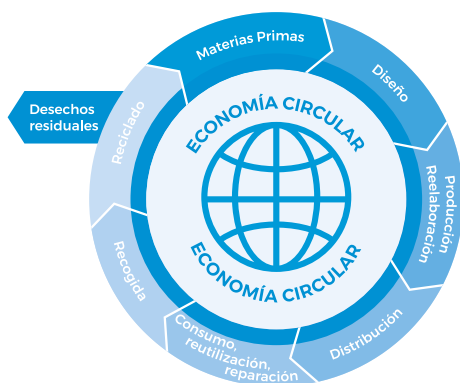 Materias Primas
Diseño
Producción
Reelaboración
Distribución
Consumo,
reutilización,
reparación
Recogida
Reciclado
Desechos
residuales
ECONOMÍA CIRCULAR
ECONOMÍA CIRCULAR